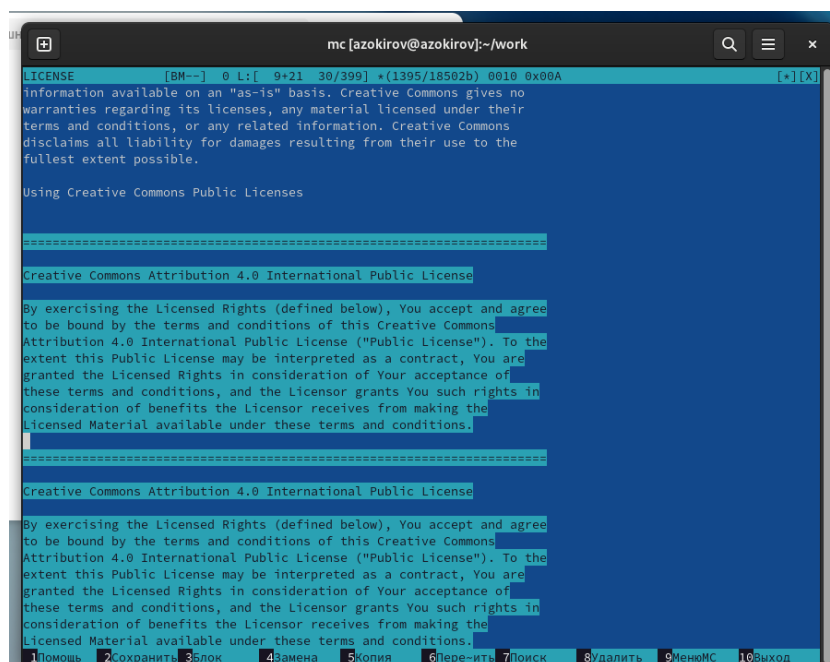 mc [azokirov@azokirov]:~/work
LICENSE [BM--] 0 L:[ 9+21 30/399] *(1395/18502b) 0010 0x00A [*][X]
information available on an "as-is" basis. Creative Commons gives no
warranties regarding its licenses, any material licensed under their
terms and conditions, or any related information. Creative Commons
disclaims all liability for damages resulting from their use to the
fullest extent possible.
Using Creative Commons Public Licenses
=======================================================================
Creative Commons Attribution 4.0 International Public License
By exercising the Licensed Rights (defined below), You accept and agree
to be bound by the terms and conditions of this Creative Commons
Attribution 4.0 International Public License ("Public License"). To the
extent this Public License may be interpreted as a contract, You are
granted the Licensed Rights in consideration of Your acceptance of
these terms and conditions, and the Licensor grants You such rights in
consideration of benefits the Licensor receives from making the
Licensed Material available under these terms and conditions.
=======================================================================
Creative Commons Attribution 4.0 International Public License
By exercising the Licensed Rights (defined below), You accept and agree
to be bound by the terms and conditions of this Creative Commons
Attribution 4.0 International Public License ("Public License"). To the
extent this Public License may be interpreted as a contract, You are
granted the Licensed Rights in consideration of Your acceptance of
these terms and conditions, and the Licensor grants You such rights in
consideration of benefits the Licensor receives from making the
Licensed Material available under these terms and conditions.
1Помощь 2Сохранить 3Блок 4Замена 5Копия 6Пере~ить 7Поиск 8Удалить 9МенюMC 10Выход